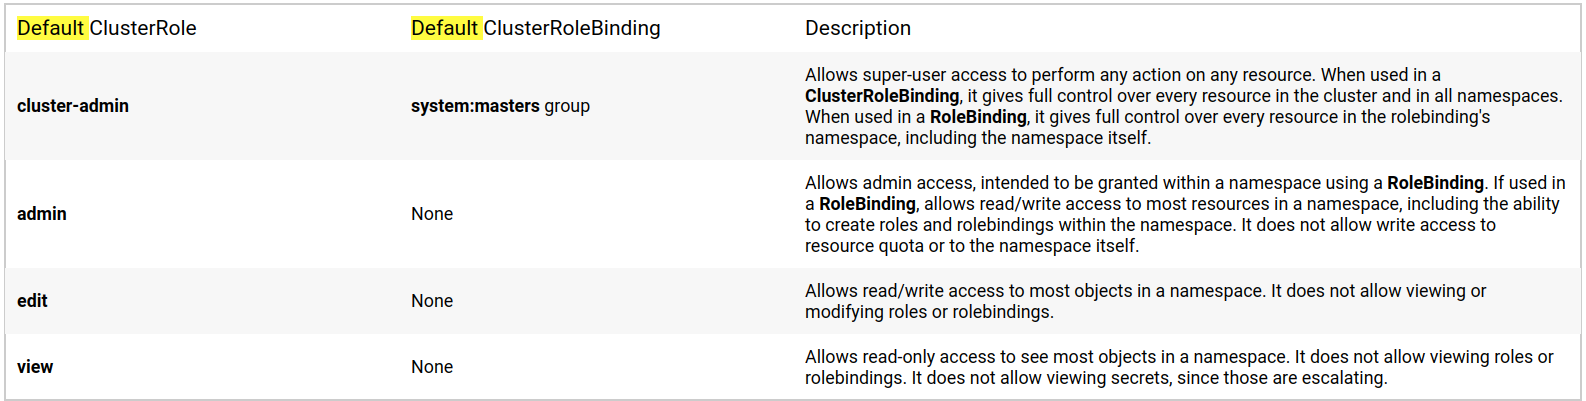 Default ClusterRole
Default ClusterRoleBinding
Description
cluster-admin
system:masters group
Allows super-user access to perform any action on any resource. When used in a
ClusterRoleBinding, it gives full control over every resource in the cluster and in all namespaces.
When used in a RoleBinding, it gives full control over every resource in the rolebinding's
namespace, including the namespace itself.
admin
None
Allows admin access, intended to be granted within a namespace using a RoleBinding. If used in
a RoleBinding, allows read/write access to most resources in a namespace, including the ability
to create roles and rolebindings within the namespace. It does not allow write access to
resource quota or to the namespace itself.
edit
None
Allows read/write access to most objects in a namespace. It does not allow viewing or
modifying roles or rolebindings.
view
None
Allows read-only access to see most objects in a namespace. It does not allow viewing roles or
rolebindings. It does not allow viewing secrets, since those are escalating.